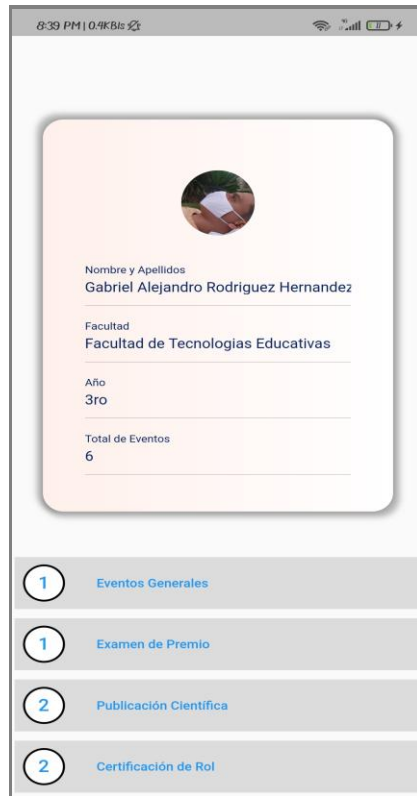 8:39 PM | 0.4KB/s
Nombre y Apellidos
Gabriel Alejandro Rodriguez Hernandez
Facultad
Facultad de Tecnologias Educativas
Año
3ro
Total de Eventos
6
1 Eventos Generales
1 Examen de Premio
2 Publicación Científica
2 Certificación de Rol